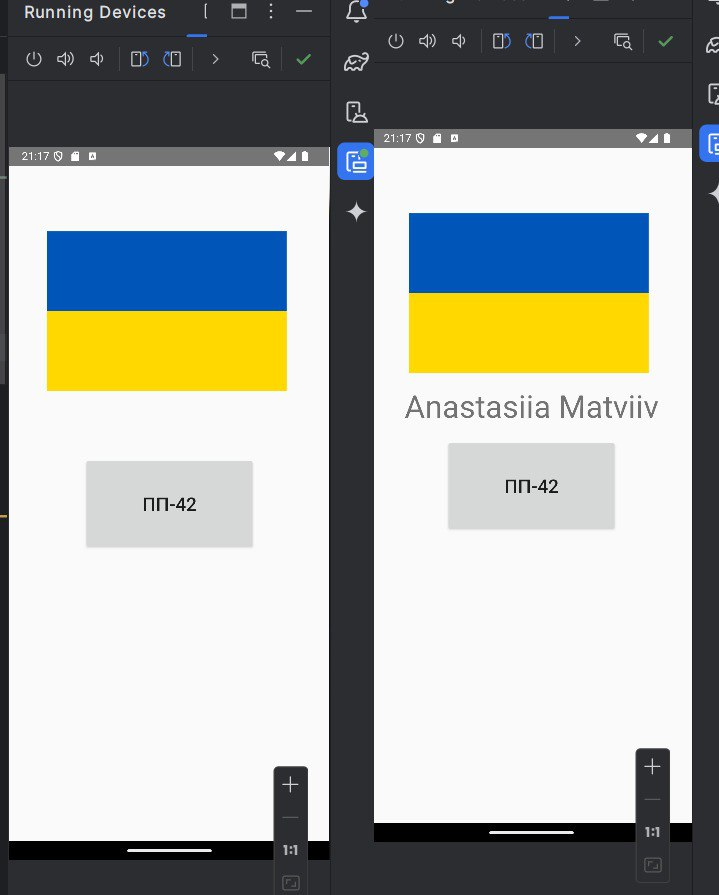 Running Devices
21:17
ПП-42
1:1
21:17
Anastasiia Matviiv
ПП-42
1:1